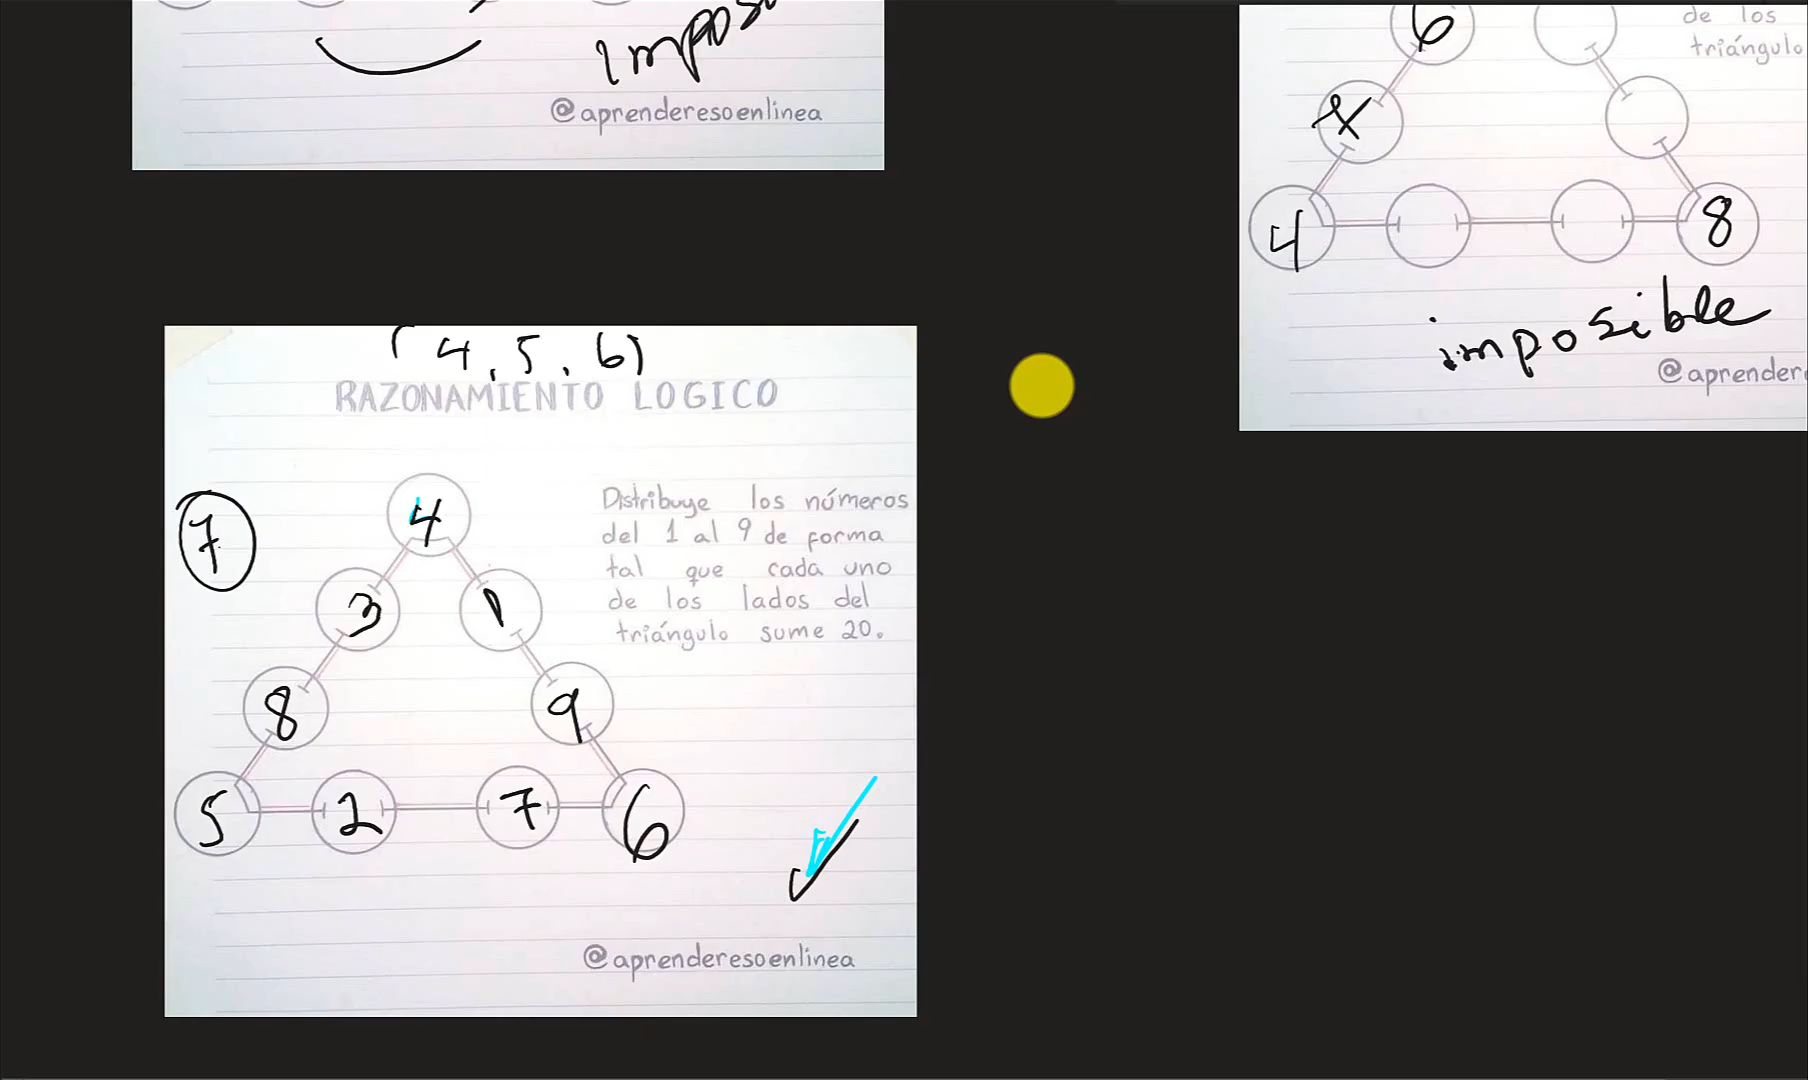 @aprenderesoenlinea
6
de los
triángulo
4
8
imposible
(4, 5, 6)
RAZONAMIENTO LOGICO
7
4
Distribuye los números
del 1 al 9 de forma
tal que cada uno
de los lados del
triángulo sume 20.
3
1
8
9
5
2
7
6
@aprenderesoenlinea